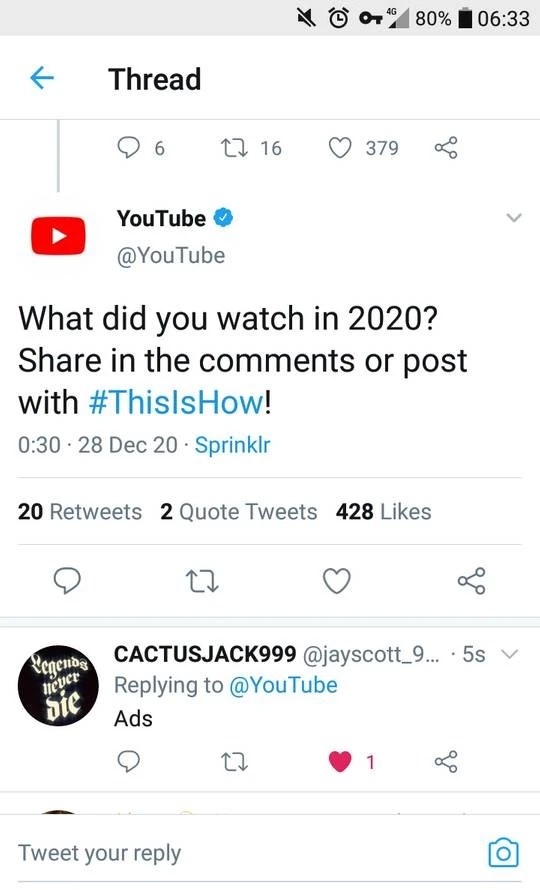 4G 80% 06:33
Thread
6 16 379
YouTube
@YouTube
What did you watch in 2020?
Share in the comments or post
with #ThisIsHow!
0:30 · 28 Dec 20 · Sprinklr
20 Retweets 2 Quote Tweets 428 Likes
Legends
never
die
CACTUSJACK999 @jayscott_9... · 5s
Replying to @YouTube
Ads
1
Tweet your reply